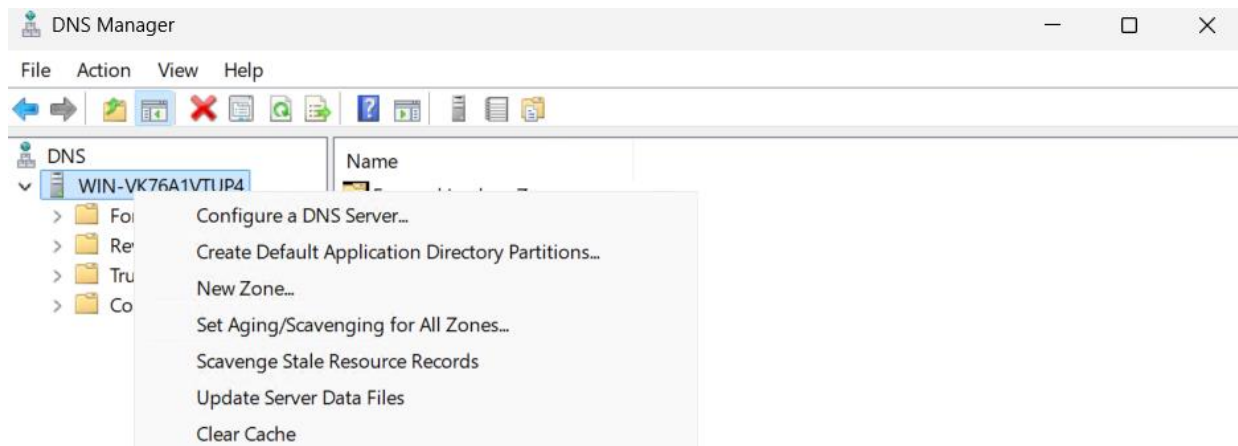 DNS Manager
File Action View Help
DNS
Name
WIN-VK76A1VTUP4
Configure a DNS Server...
Create Default Application Directory Partitions...
New Zone...
Set Aging/Scavenging for All Zones...
Scavenge Stale Resource Records
Update Server Data Files
Clear Cache